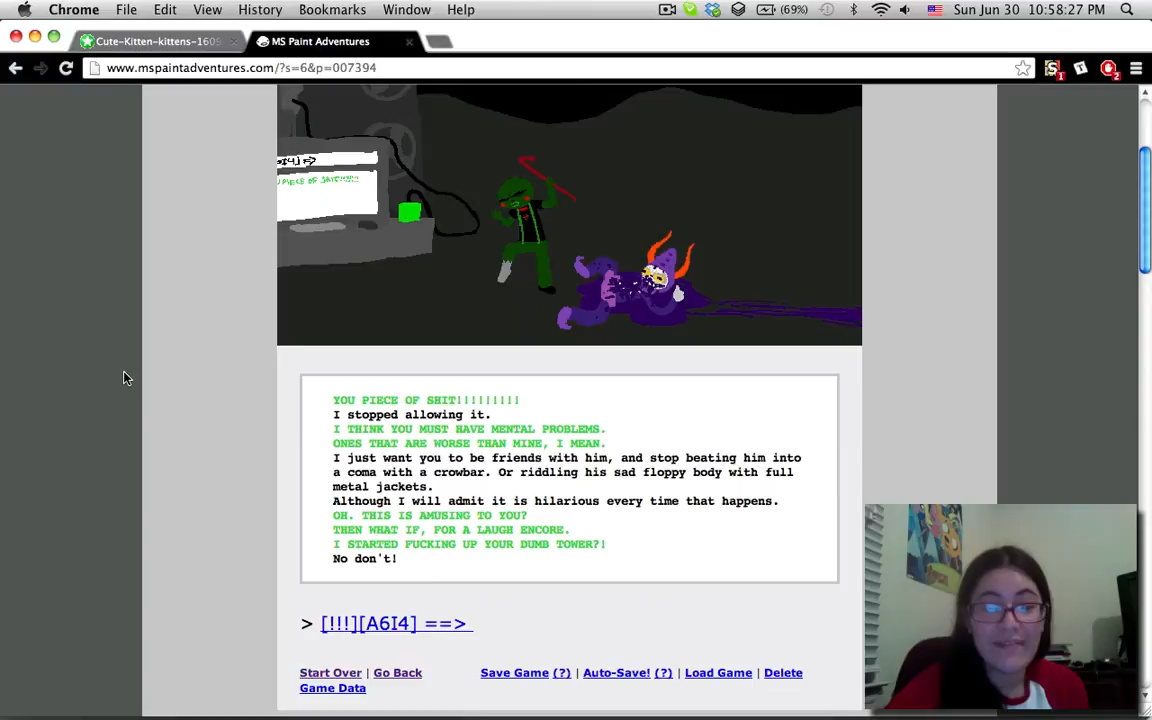 Chrome File Edit View History Bookmarks Window Help (69%) Sun Jun 30 10:58:27 PM
Cute-Kitten-kittens-1609 MS Paint Adventures
www.mspaintadventures.com/?s=6&p=007394
PIECE OF SHIT!!!!!
YOU PIECE OF SHIT!!!!!!!!!
I stopped allowing it.
I THINK YOU MUST HAVE MENTAL PROBLEMS.
ONES THAT ARE WORSE THAN MINE, I MEAN.
I just want you to be friends with him, and stop beating him into
a coma with a crowbar. Or riddling his sad floppy body with full
metal jackets.
Although I will admit it is hilarious every time that happens.
OH. THIS IS AMUSING TO YOU?
THEN WHAT IF, FOR A LAUGH ENCORE.
I STARTED FUCKING UP YOUR DUMB TOWER?!
No don't!
> [!!!][A6I4] ==>
Start Over | Go Back Save Game (?) | Auto-Save! (?) | Load Game | Delete
Game Data